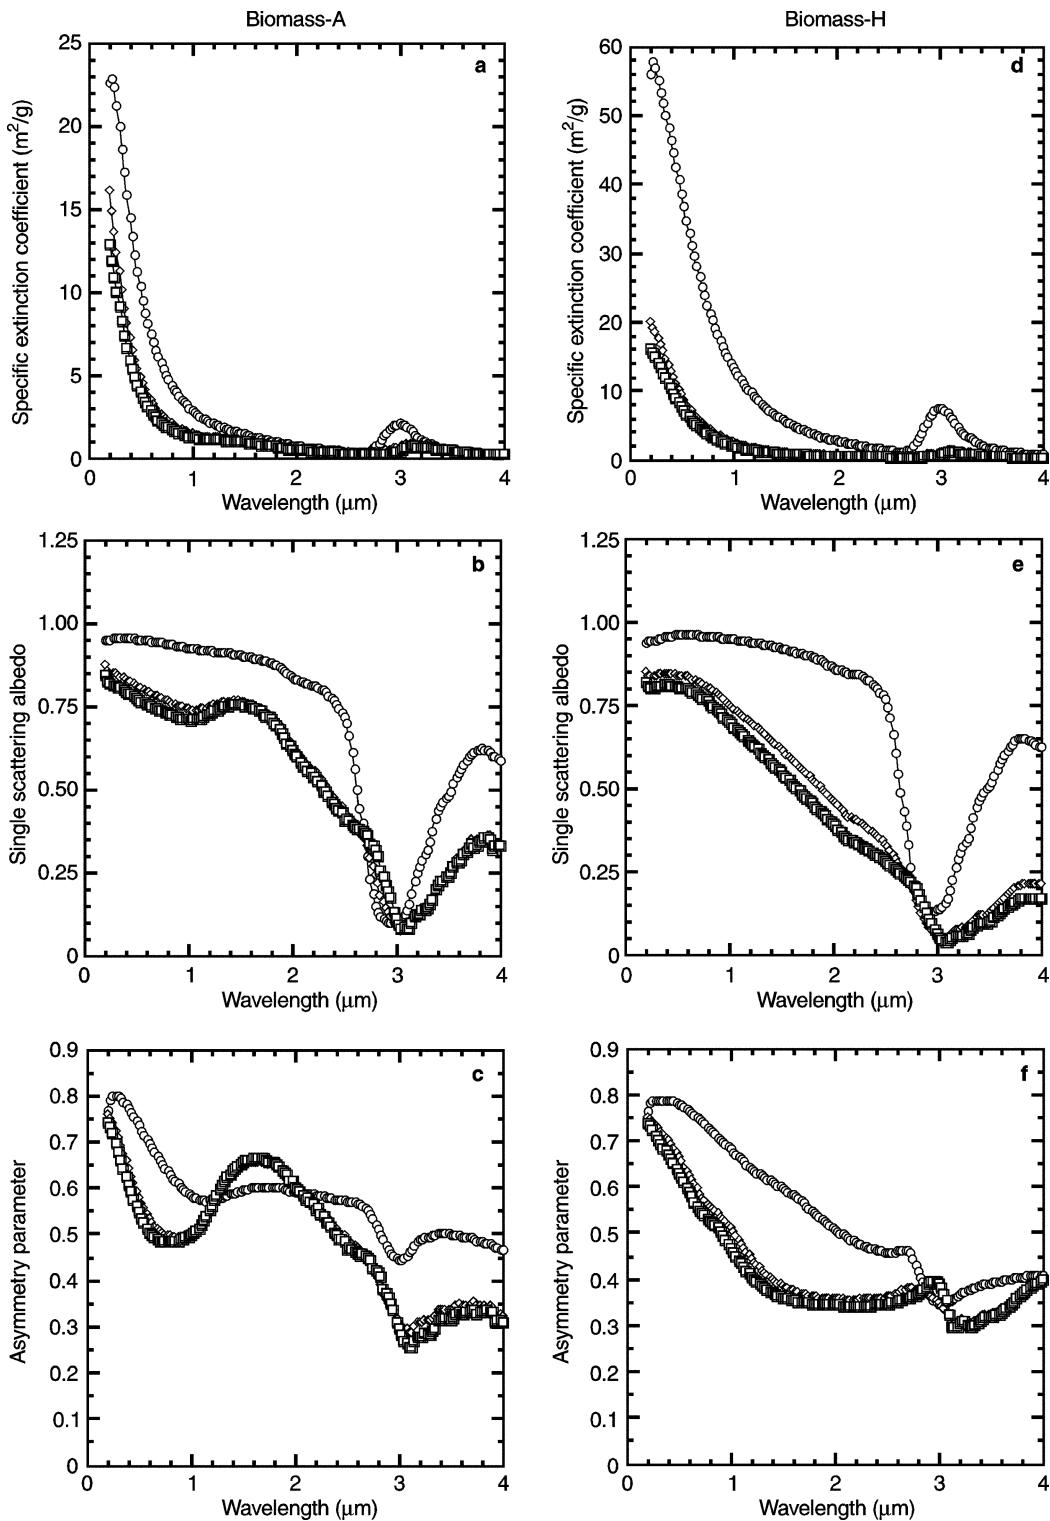 Biomass-A
Biomass-H
a
25
20
15
10
5
0
0 1 2 3 4
Specific extinction coefficient (m²/g)
Wavelength (μm)
d
60
50
40
30
20
10
0
0 1 2 3 4
Specific extinction coefficient (m²/g)
Wavelength (μm)
b
1.25
1.00
0.75
0.50
0.25
0
0 1 2 3 4
Single scattering albedo
Wavelength (μm)
e
1.25
1.00
0.75
0.50
0.25
0
0 1 2 3 4
Single scattering albedo
Wavelength (μm)
c
0.9
0.8
0.7
0.6
0.5
0.4
0.3
0.2
0.1
0
0 1 2 3 4
Asymmetry parameter
Wavelength (μm)
f
0.9
0.8
0.7
0.6
0.5
0.4
0.3
0.2
0.1
0
0 1 2 3 4
Asymmetry parameter
Wavelength (μm)